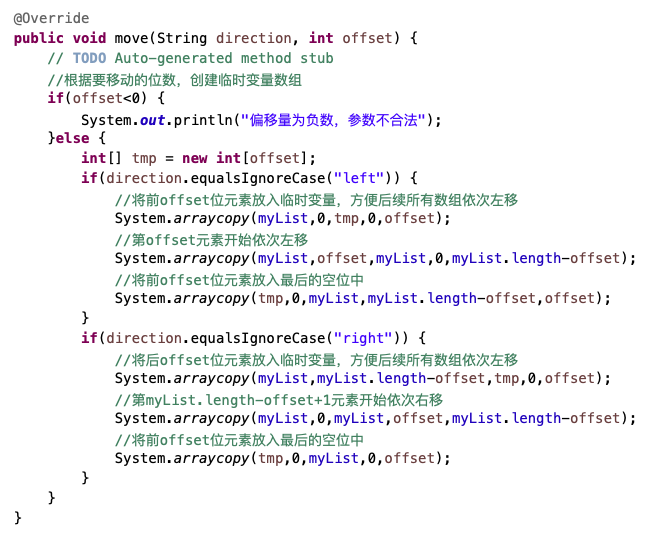 @Override
public void move(String direction, int offset) {
    // TODO Auto-generated method stub
    //根据要移动的位数，创建临时变量数组
    if(offset<0) {
        System.out.println("偏移量为负数，参数不合法");
    }else {
        int[] tmp = new int[offset];
        if(direction.equalsIgnoreCase("left")) {
            //将前offset位元素放入临时变量，方便后续所有数组依次左移
            System.arraycopy(myList,0,tmp,0,offset);
            //第offset元素开始依次左移
            System.arraycopy(myList,offset,myList,0,myList.length-offset);
            //将前offset位元素放入最后的空位中
            System.arraycopy(tmp,0,myList,myList.length-offset,offset);
        }
        if(direction.equalsIgnoreCase("right")) {
            //将后offset位元素放入临时变量，方便后续所有数组依次左移
            System.arraycopy(myList,myList.length-offset,tmp,0,offset);
            //第myList.length-offset+1元素开始依次右移
            System.arraycopy(myList,0,myList,offset,myList.length-offset);
            //将前offset位元素放入最后的空位中
            System.arraycopy(tmp,0,myList,0,offset);
        }
    }
}